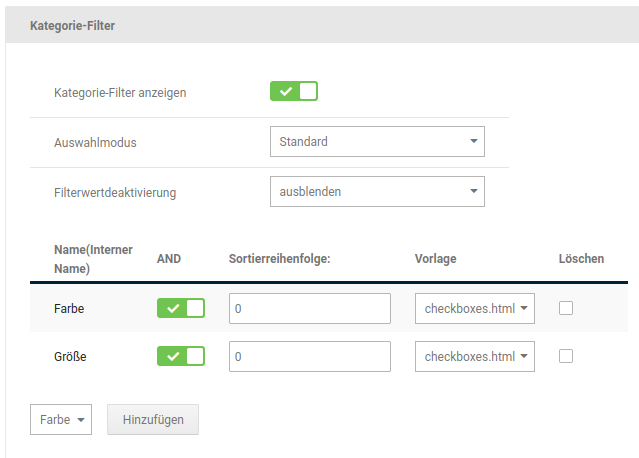 Kategorie-Filter
Kategorie-Filter anzeigen
Auswahlmodus Standard
Filterwertdeaktivierung ausblenden
Name(Interner
Name) AND Sortierreihenfolge: Vorlage Löschen
Farbe 0 checkboxes.html
Größe 0 checkboxes.html
Farbe Hinzufügen